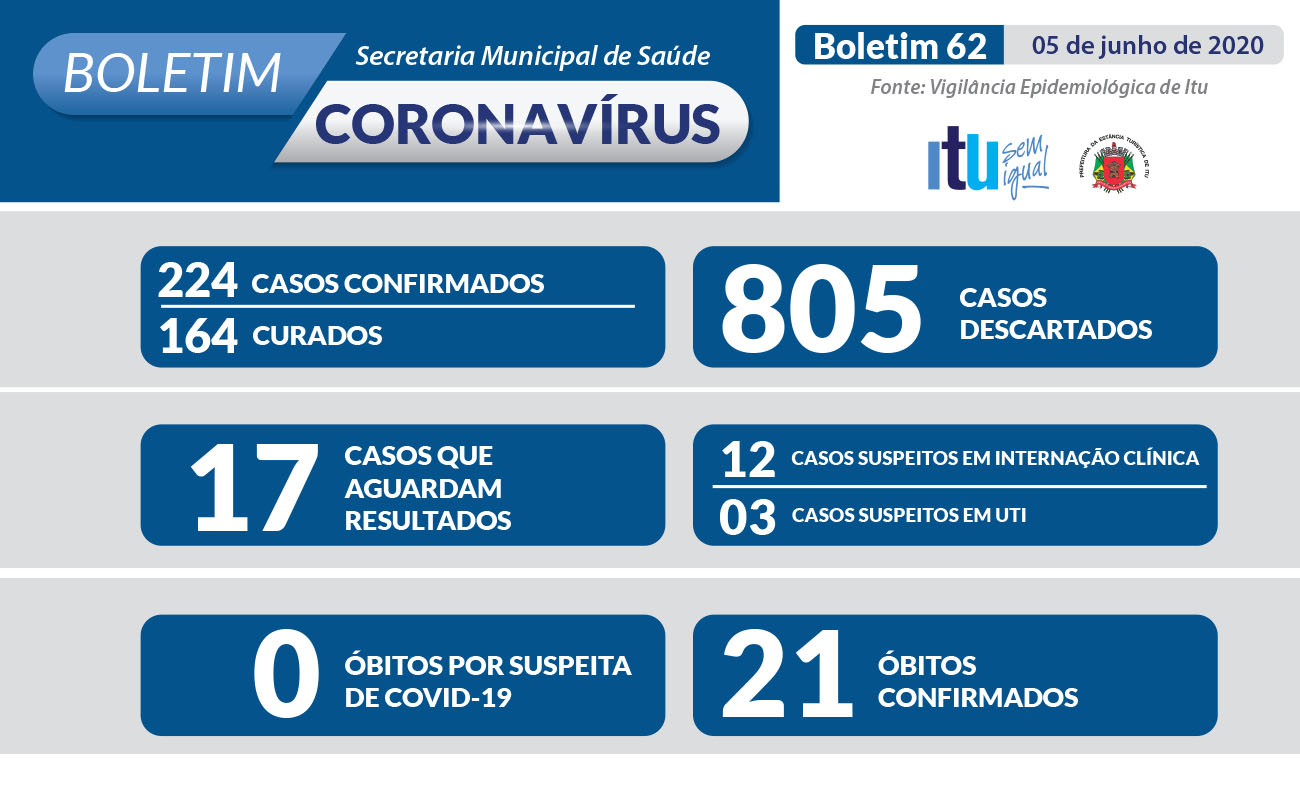 BOLETIM
Secretaria Municipal de Saúde
CORONAVÍRUS
Boletim 62
05 de junho de 2020
Fonte: Vigilância Epidemiológica de Itu
itu sem igual
PREFEITURA DA ESTÂNCIA TURÍSTICA DE ITU
224 CASOS CONFIRMADOS
164 CURADOS
805 CASOS
DESCARTADOS
17 CASOS QUE
AGUARDAM
RESULTADOS
12 CASOS SUSPEITOS EM INTERNAÇÃO CLÍNICA
03 CASOS SUSPEITOS EM UTI
0 ÓBITOS POR SUSPEITA
DE COVID-19
21 ÓBITOS
CONFIRMADOS